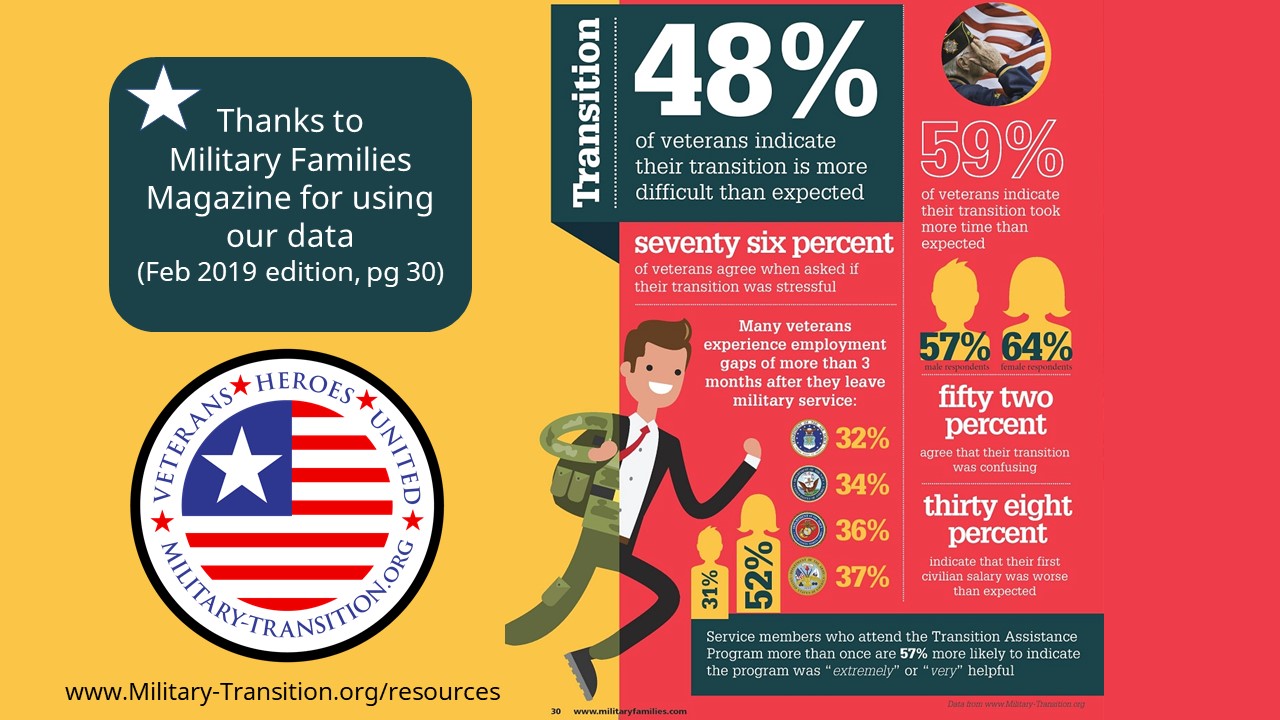 Thanks to
Military Families
Magazine for using
our data
(Feb 2019 edition, pg 30)
VETERANS HEROES UNITED
MILITARY-TRANSITION.ORG
www.Military-Transition.org/resources
Transition
48%
of veterans indicate
their transition is more
difficult than expected
seventy six percent
of veterans agree when asked if
their transition was stressful
Many veterans
experience employment
gaps of more than 3
months after they leave
military service:
32%
34%
36%
37%
31%
52%
59%
of veterans indicate
their transition took
more time than
expected
57%
male respondents
64%
female respondents
fifty two
percent
agree that their transition
was confusing
thirty eight
percent
indicate that their first
civilian salary was worse
than expected
Service members who attend the Transition Assistance
Program more than once are 57% more likely to indicate
the program was “extremely” or “very” helpful
30 www.militaryfamilies.com
Data from www.Military-Transition.org